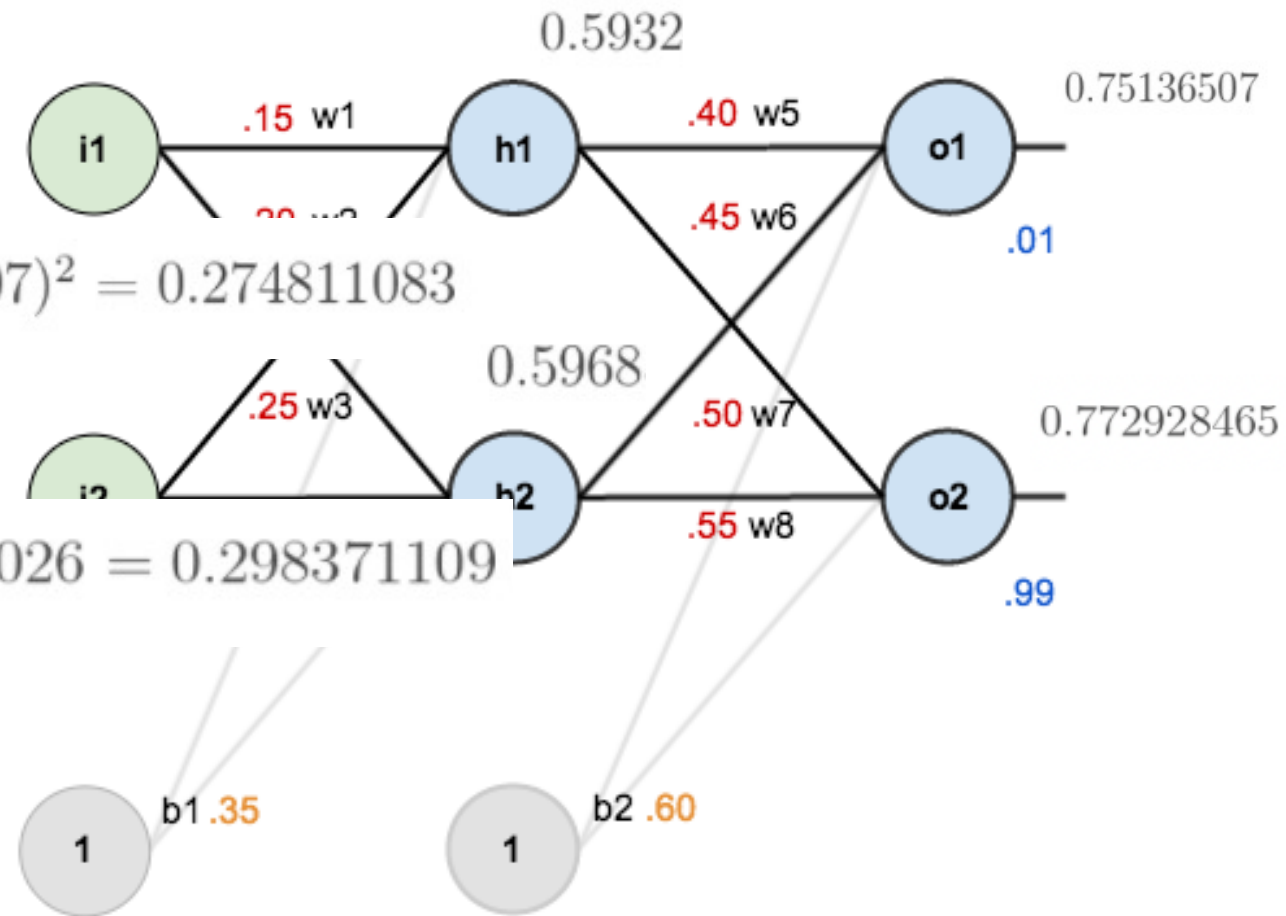 0.5932
0.75136507
.15 w1
.40 w5
i1
h1
o1
.45 w6
.01
7)² = 0.274811083
0.5968
.25 w3
.50 w7
0.772928465
h2
o2
.55 w8
026 = 0.298371109
.99
b1 .35
b2 .60
1
1